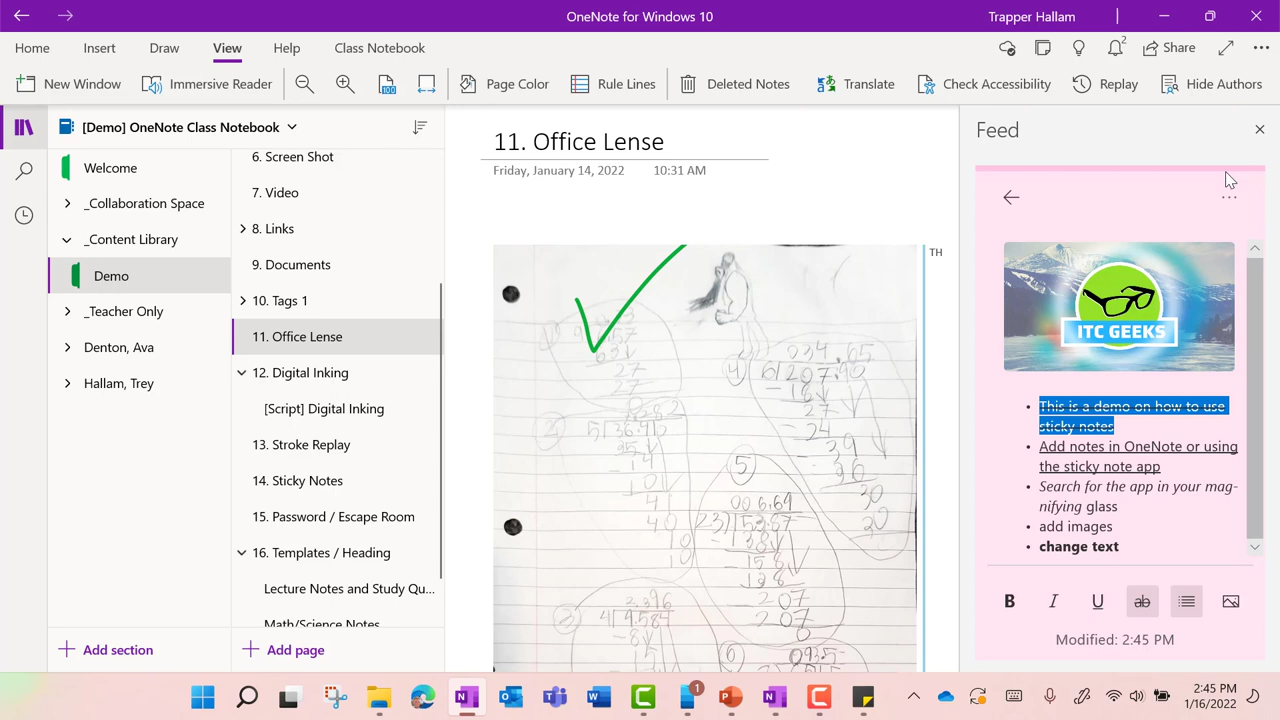 OneNote for Windows 10
Trapper Hallam
Home Insert Draw View Help Class Notebook
2
Share
New Window Immersive Reader Page Color Rule Lines Deleted Notes Translate Check Accessibility Replay Hide Authors
[Demo] OneNote Class Notebook
Welcome
_Collaboration Space
_Content Library
Demo
_Teacher Only
Denton, Ava
Hallam, Trey
Add section
6. Screen Shot
7. Video
8. Links
9. Documents
10. Tags 1
11. Office Lense
12. Digital Inking
[Script] Digital Inking
13. Stroke Replay
14. Sticky Notes
15. Password / Escape Room
16. Templates / Heading
Lecture Notes and Study Qu...
Math/Science Notes
Add page
11. Office Lense
Friday, January 14, 2022 10:31 AM
TH
Feed
ITC GEEKS
• This is a demo on how to use
sticky notes
• Add notes in OneNote or using
the sticky note app
• Search for the app in your mag-
nifying glass
• add images
• change text
B I U ab
Modified: 2:45 PM
1
2:45 PM
1/16/2022